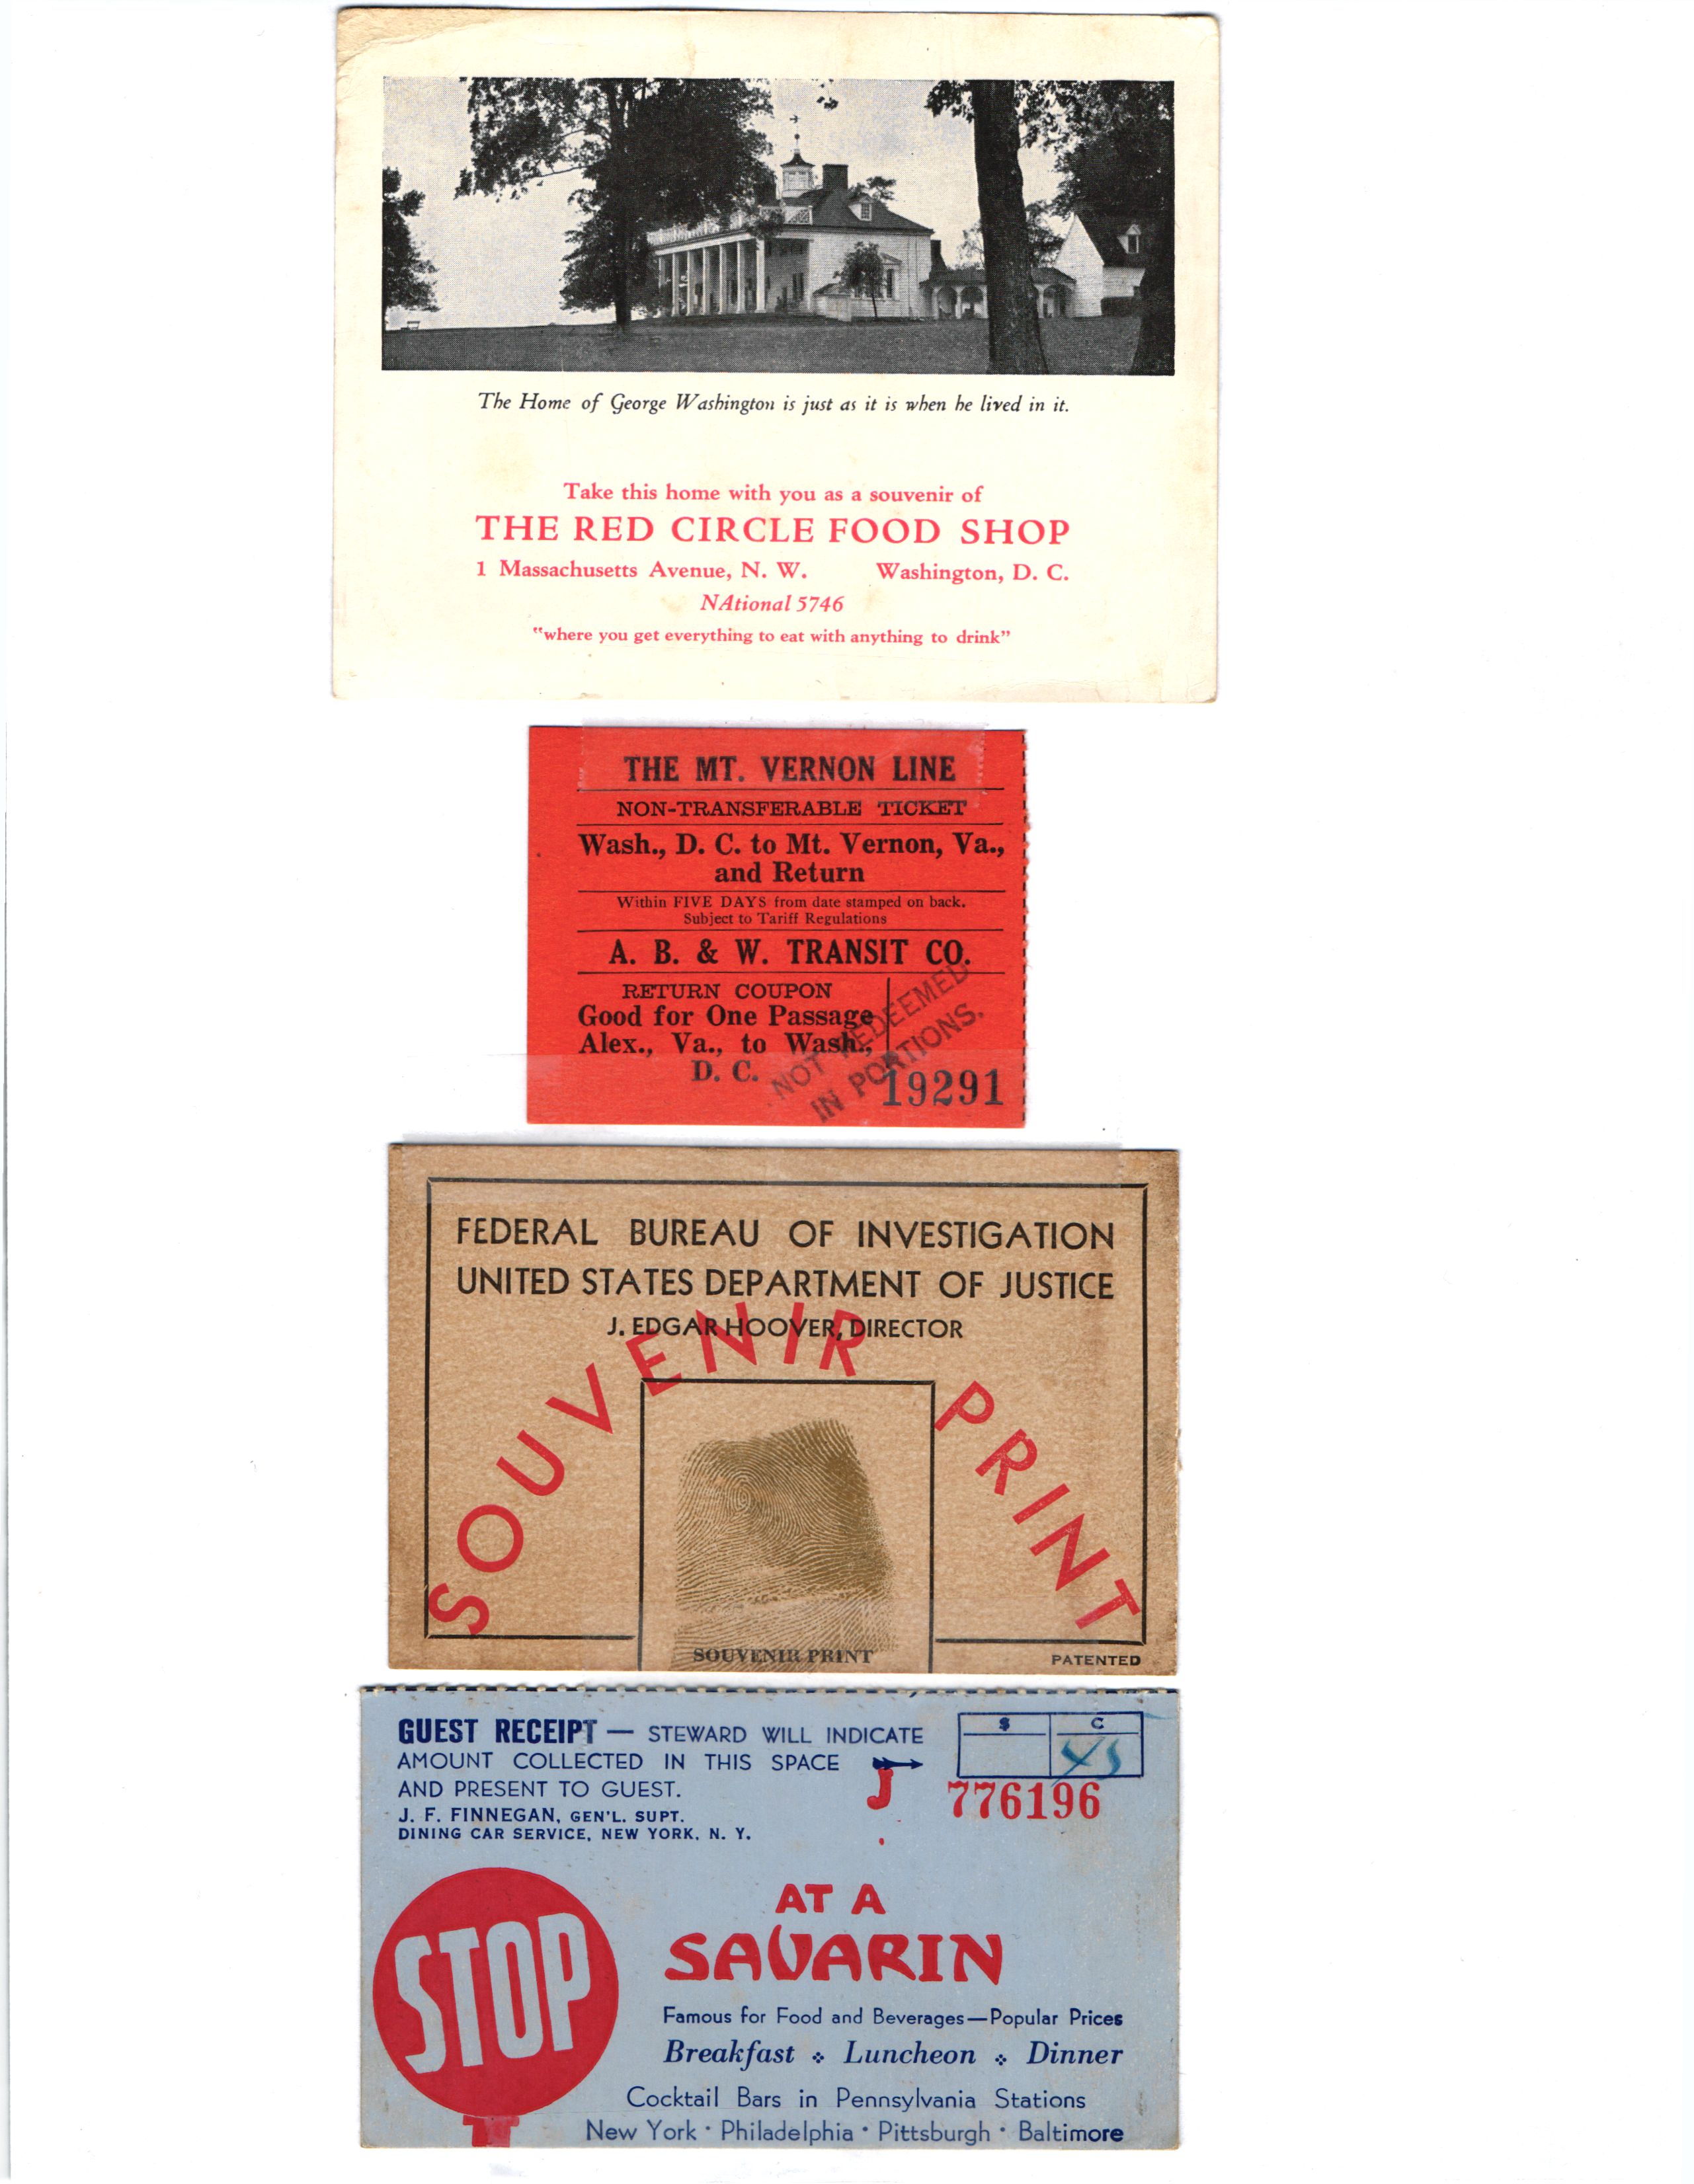 The Home of George Washington is just as it is when he lived in it.
Take this home with you as a souvenir of
THE RED CIRCLE FOOD SHOP
1 Massachusetts Avenue, N. W. Washington, D. C.
NAtional 5746
"where you get everything to eat with anything to drink"
THE MT. VERNON LINE
NON-TRANSFERABLE TICKET
Wash., D. C. to Mt. Vernon, Va.,
and Return
Within FIVE DAYS from date stamped on back.
Subject to Tariff Regulations
A. B. & W. TRANSIT CO.
RETURN COUPON
Good for One Passage
Alex., Va., to Wash.,
D. C.
NOT REDEEMED
IN PORTIONS.
19291
FEDERAL BUREAU OF INVESTIGATION
UNITED STATES DEPARTMENT OF JUSTICE
J. EDGAR HOOVER, DIRECTOR
SOUVENIR PRINT
SOUVENIR PRINT
PATENTED
GUEST RECEIPT — STEWARD WILL INDICATE
AMOUNT COLLECTED IN THIS SPACE
AND PRESENT TO GUEST.
J. F. FINNEGAN, GEN'L. SUPT.
DINING CAR SERVICE, NEW YORK, N. Y.
$ C
J 776196
STOP
AT A
SAVARIN
Famous for Food and Beverages—Popular Prices
Breakfast Luncheon Dinner
Cocktail Bars in Pennsylvania Stations
New York · Philadelphia · Pittsburgh · Baltimore